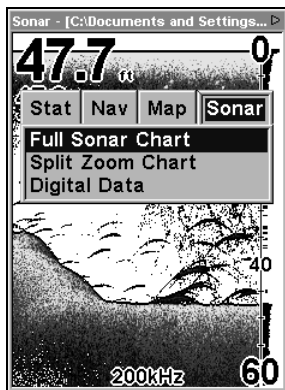 Sonar - [C:\Documents and Settings...
47.7 ft
0
Stat Nav Map Sonar
Full Sonar Chart
Split Zoom Chart
Digital Data
40
200kHz
60